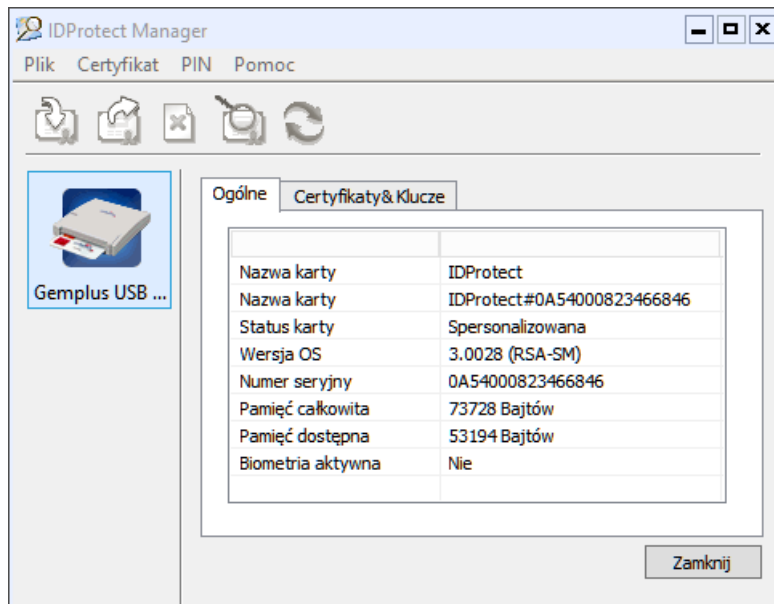 IDProtect Manager
Plik Certyfikat PIN Pomoc
Gemplus USB ...
Ogólne Certyfikaty& Klucze
Nazwa karty IDProtect
Nazwa karty IDProtect#0A54000823466846
Status karty Spersonalizowana
Wersja OS 3.0028 (RSA-SM)
Numer seryjny 0A54000823466846
Pamięć całkowita 73728 Bajtów
Pamięć dostępna 53194 Bajtów
Biometria aktywna Nie
Zamknij